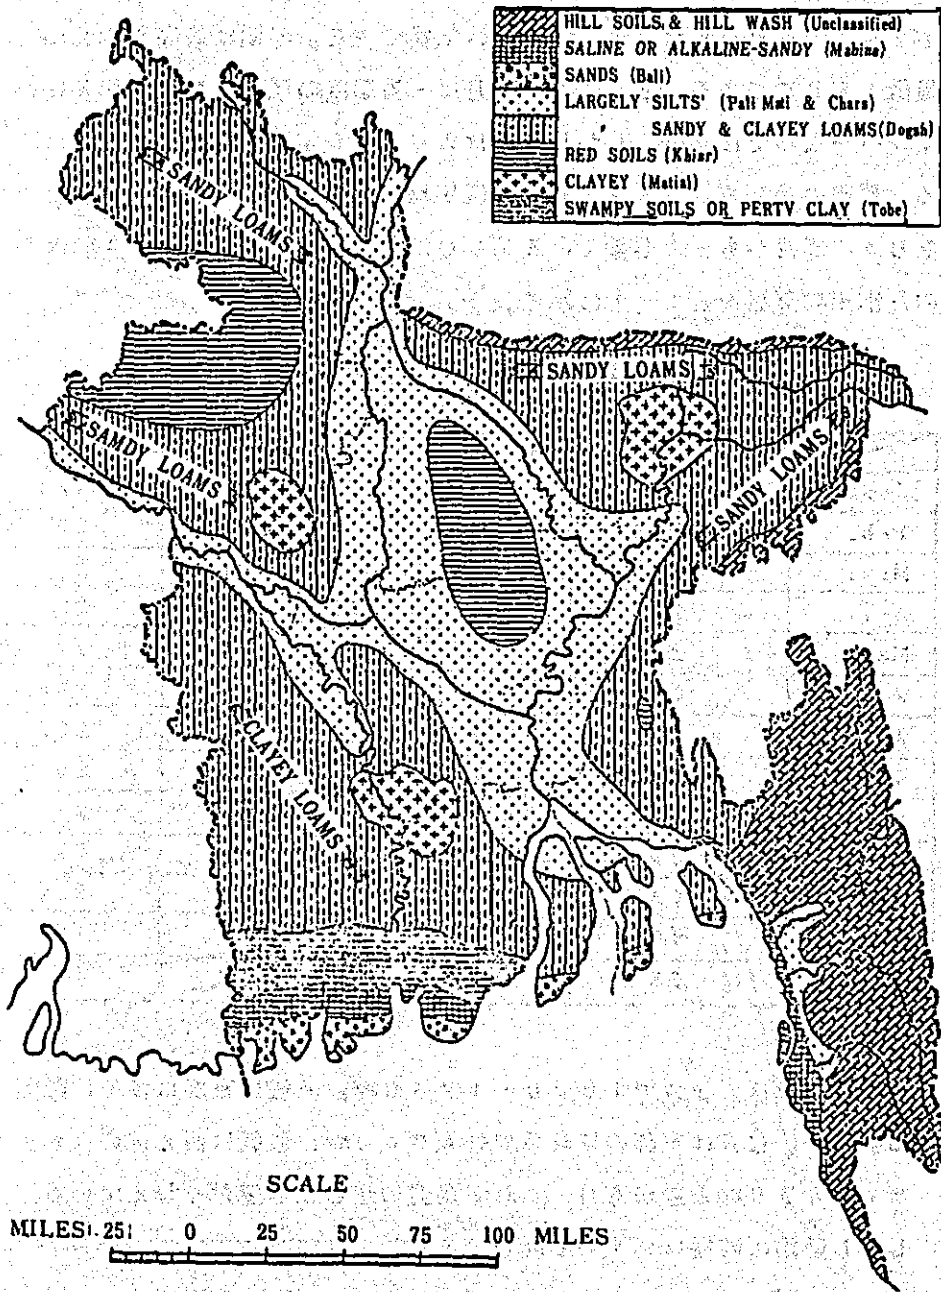 HILL SOILS & HILL WASH (Unclassified)
SALINE OR ALKALINE-SANDY (Mabina)
SANDS (Bali)
LARGELY SILTS' (Pali Mati & Chars)
" SANDY & CLAYEY LOAMS (Dogsh)
RED SOILS (Khiar)
CLAYEY (Matial)
SWAMPY SOILS OR PERTV CLAY (Tobe)
SANDY LOAMS
SANDY LOAMS
SAMDY LOAMS
SANDY LOAMS
CLAYEY LOAMS
SCALE
MILES 25 0 25 50 75 100 MILES